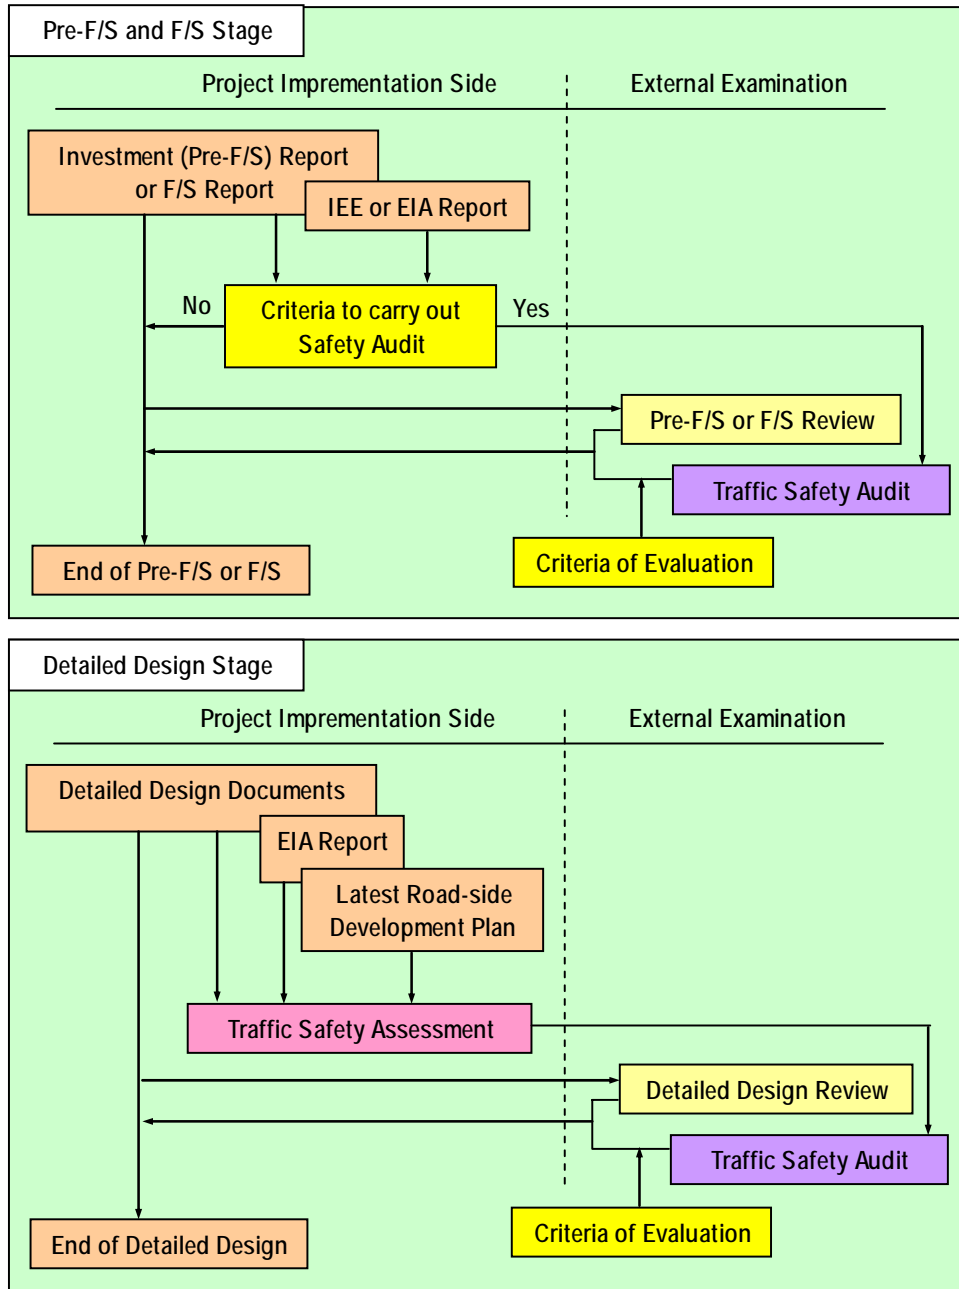 Pre-F/S and F/S Stage
Project Imprementation Side
External Examination
Investment (Pre-F/S) Report
or F/S Report
IEE or EIA Report
No
Criteria to carry out
Safety Audit
Yes
Pre-F/S or F/S Review
Traffic Safety Audit
Criteria of Evaluation
End of Pre-F/S or F/S
Detailed Design Stage
Project Imprementation Side
External Examination
Detailed Design Documents
EIA Report
Latest Road-side
Development Plan
Traffic Safety Assessment
Detailed Design Review
Traffic Safety Audit
Criteria of Evaluation
End of Detailed Design